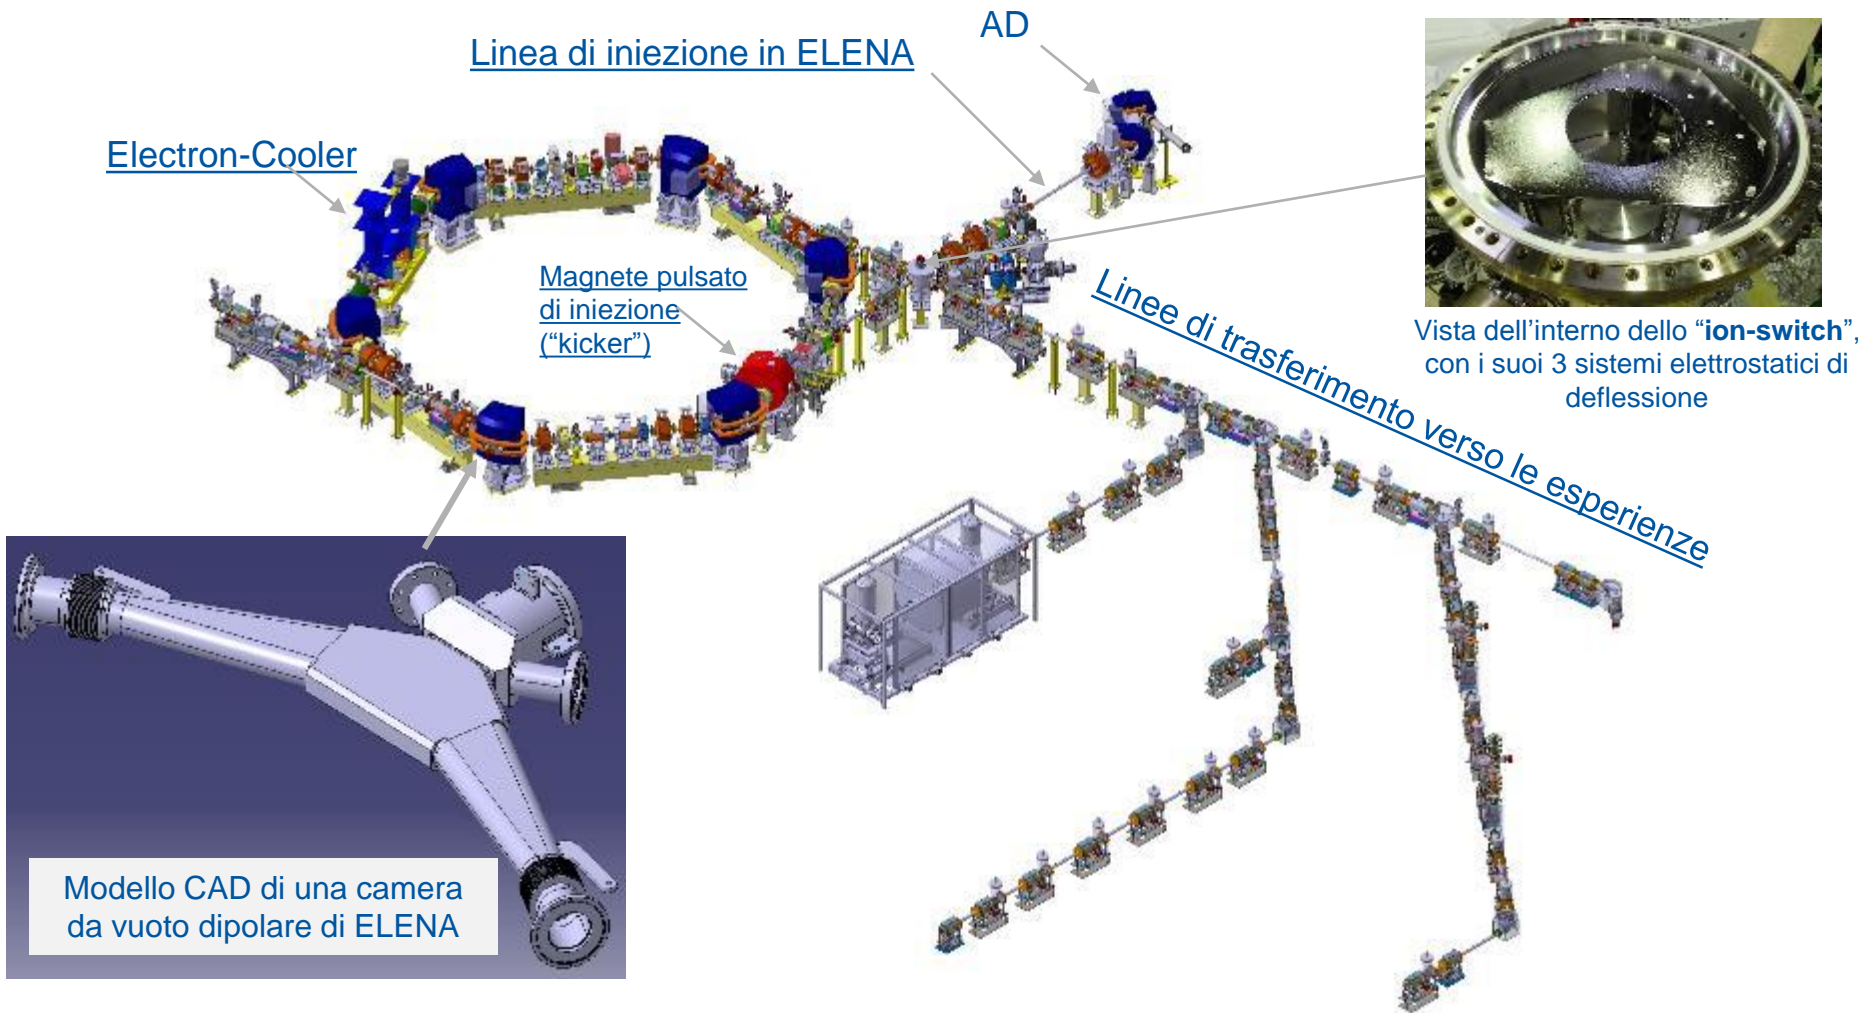 AD
Linea di iniezione in ELENA
Electron-Cooler
Magnete pulsato
di iniezione
(“kicker”)
Linee di trasferimento verso le esperienze
Vista dell’interno dello “ion-switch”,
con i suoi 3 sistemi elettrostatici di
deflessione
Modello CAD di una camera
da vuoto dipolare di ELENA